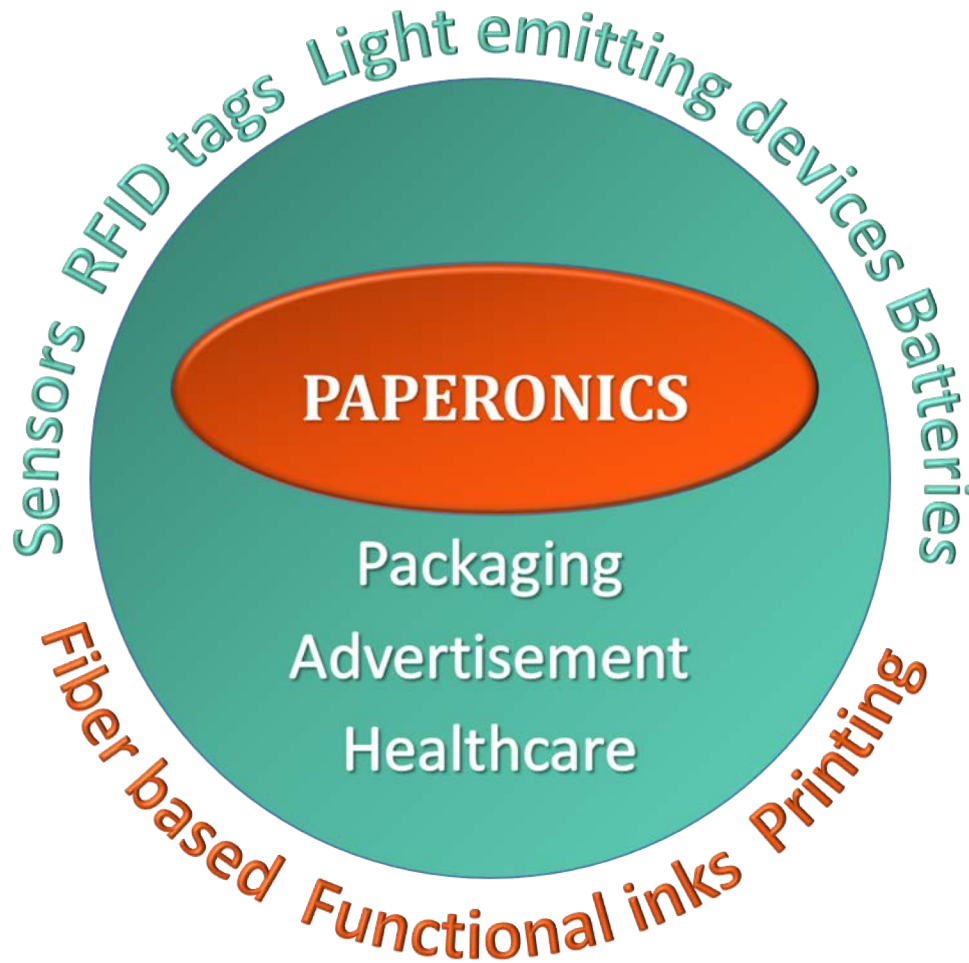 Sensors RFID tags Light emitting devices Batteries
PAPERONICS
Packaging
Advertisement
Healthcare
Fiber based Functional inks Printing